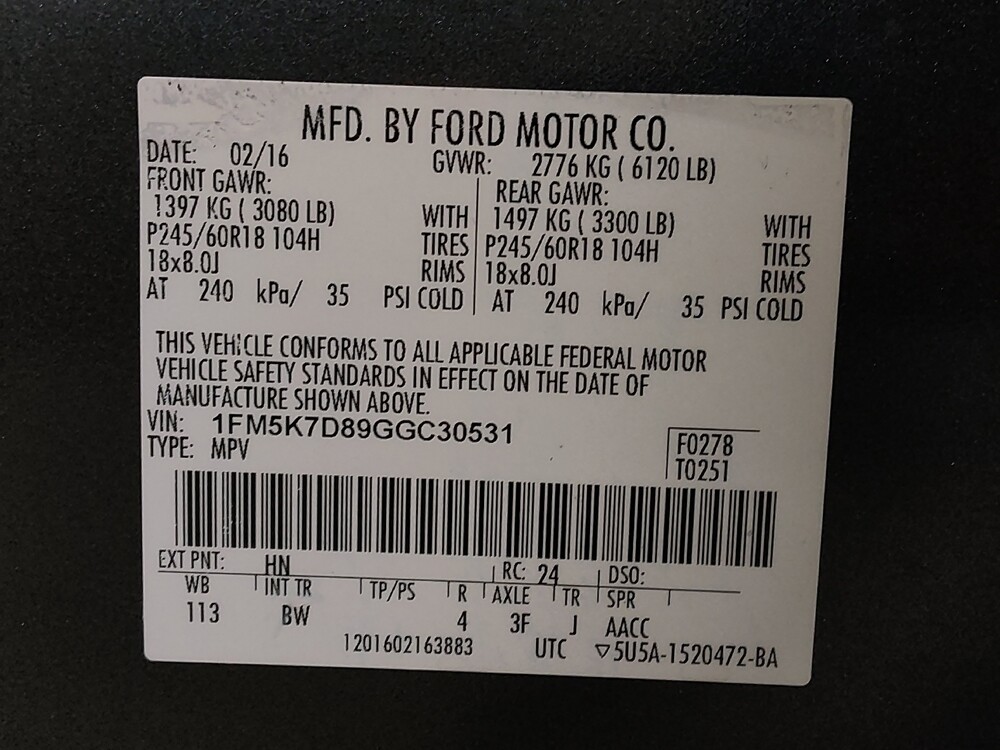 MFD. BY FORD MOTOR CO.
DATE: 02/16 GVWR: 2776 KG ( 6120 LB)
FRONT GAWR: REAR GAWR:
1397 KG ( 3080 LB) WITH 1497 KG ( 3300 LB) WITH
P245/60R18 104H TIRES P245/60R18 104H TIRES
18x8.0J RIMS 18x8.0J RIMS
AT 240 kPa/ 35 PSI COLD AT 240 kPa/ 35 PSI COLD
THIS VEHICLE CONFORMS TO ALL APPLICABLE FEDERAL MOTOR
VEHICLE SAFETY STANDARDS IN EFFECT ON THE DATE OF
MANUFACTURE SHOWN ABOVE.
VIN: 1FM5K7D89GGC30531
TYPE: MPV
F0278
T0251
EXT PNT: HN RC: 24 DSO:
WB INT TR TP/PS R AXLE TR SPR
113 BW 4 3F J AACC
1201602163883 UTC ▽5U5A-1520472-BA